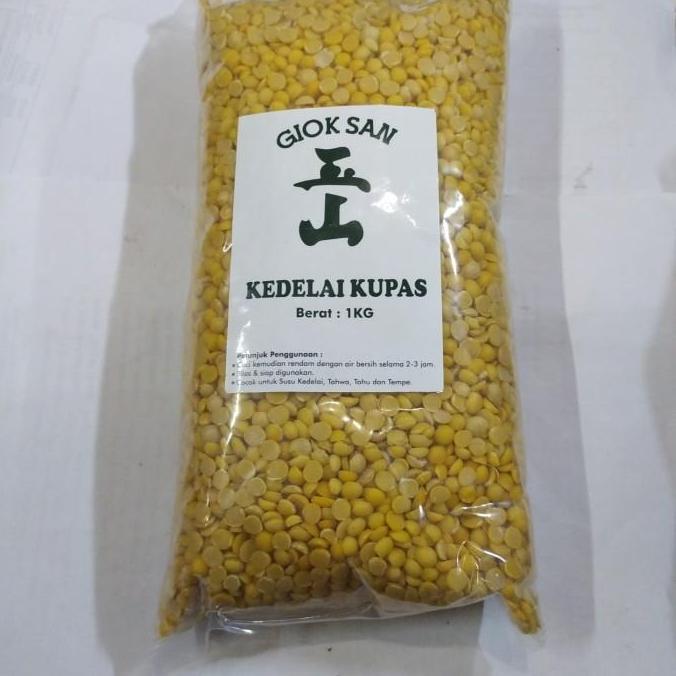 GIOK SAN
玉
山
KEDELAI KUPAS
Berat : 1KG
Petunjuk Penggunaan :
kemudian rendam dengan air bersih selama 2-3 jam.
& siap digunakan.
Cocok untuk Susu Kedelai, Tahwa, Tahu dan Tempe.